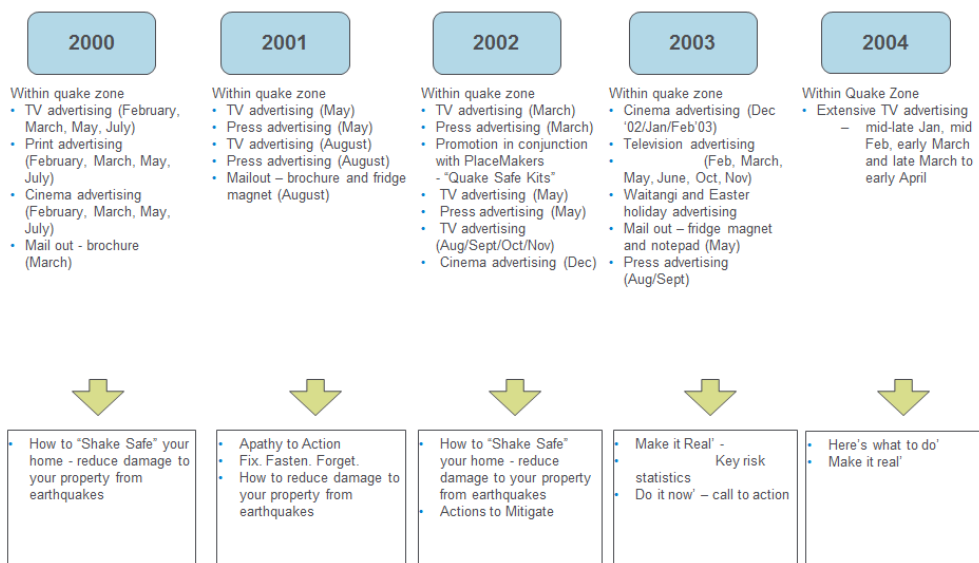 2000
Within quake zone
• TV advertising (February,
March, May, July)
• Print advertising
(February, March, May,
July)
• Cinema advertising
(February, March, May,
July)
• Mail out - brochure
(March)
2001
Within quake zone
• TV advertising (May)
• Press advertising (May)
• TV advertising (August)
• Press advertising (August)
• Mailout – brochure and fridge
magnet (August)
2002
Within quake zone
• TV advertising (March)
• Press advertising (March)
• Promotion in conjunction
with PlaceMakers
- “Quake Safe Kits”
• TV advertising (May)
• Press advertising (May)
• TV advertising
(Aug/Sept/Oct/Nov)
• Cinema advertising (Dec)
2003
Within quake zone
• Cinema advertising (Dec
‘02/Jan/Feb’03)
• Television advertising
• (Feb, March,
May, June, Oct, Nov)
• Waitangi and Easter
holiday advertising
• Mail out – fridge magnet
and notepad (May)
• Press advertising
(Aug/Sept)
2004
Within Quake Zone
• Extensive TV advertising
– mid-late Jan, mid
Feb, early March
and late March to
early April
• How to “Shake Safe” your
home - reduce damage to
your property from
earthquakes
• Apathy to Action
• Fix. Fasten. Forget.
• How to reduce damage to
your property from
earthquakes
• How to “Shake Safe”
your home - reduce
damage to your property
from earthquakes
• Actions to Mitigate
• Make it Real’ -
• Key risk
statistics
• Do it now’ – call to action
• Here’s what to do’
• Make it real’